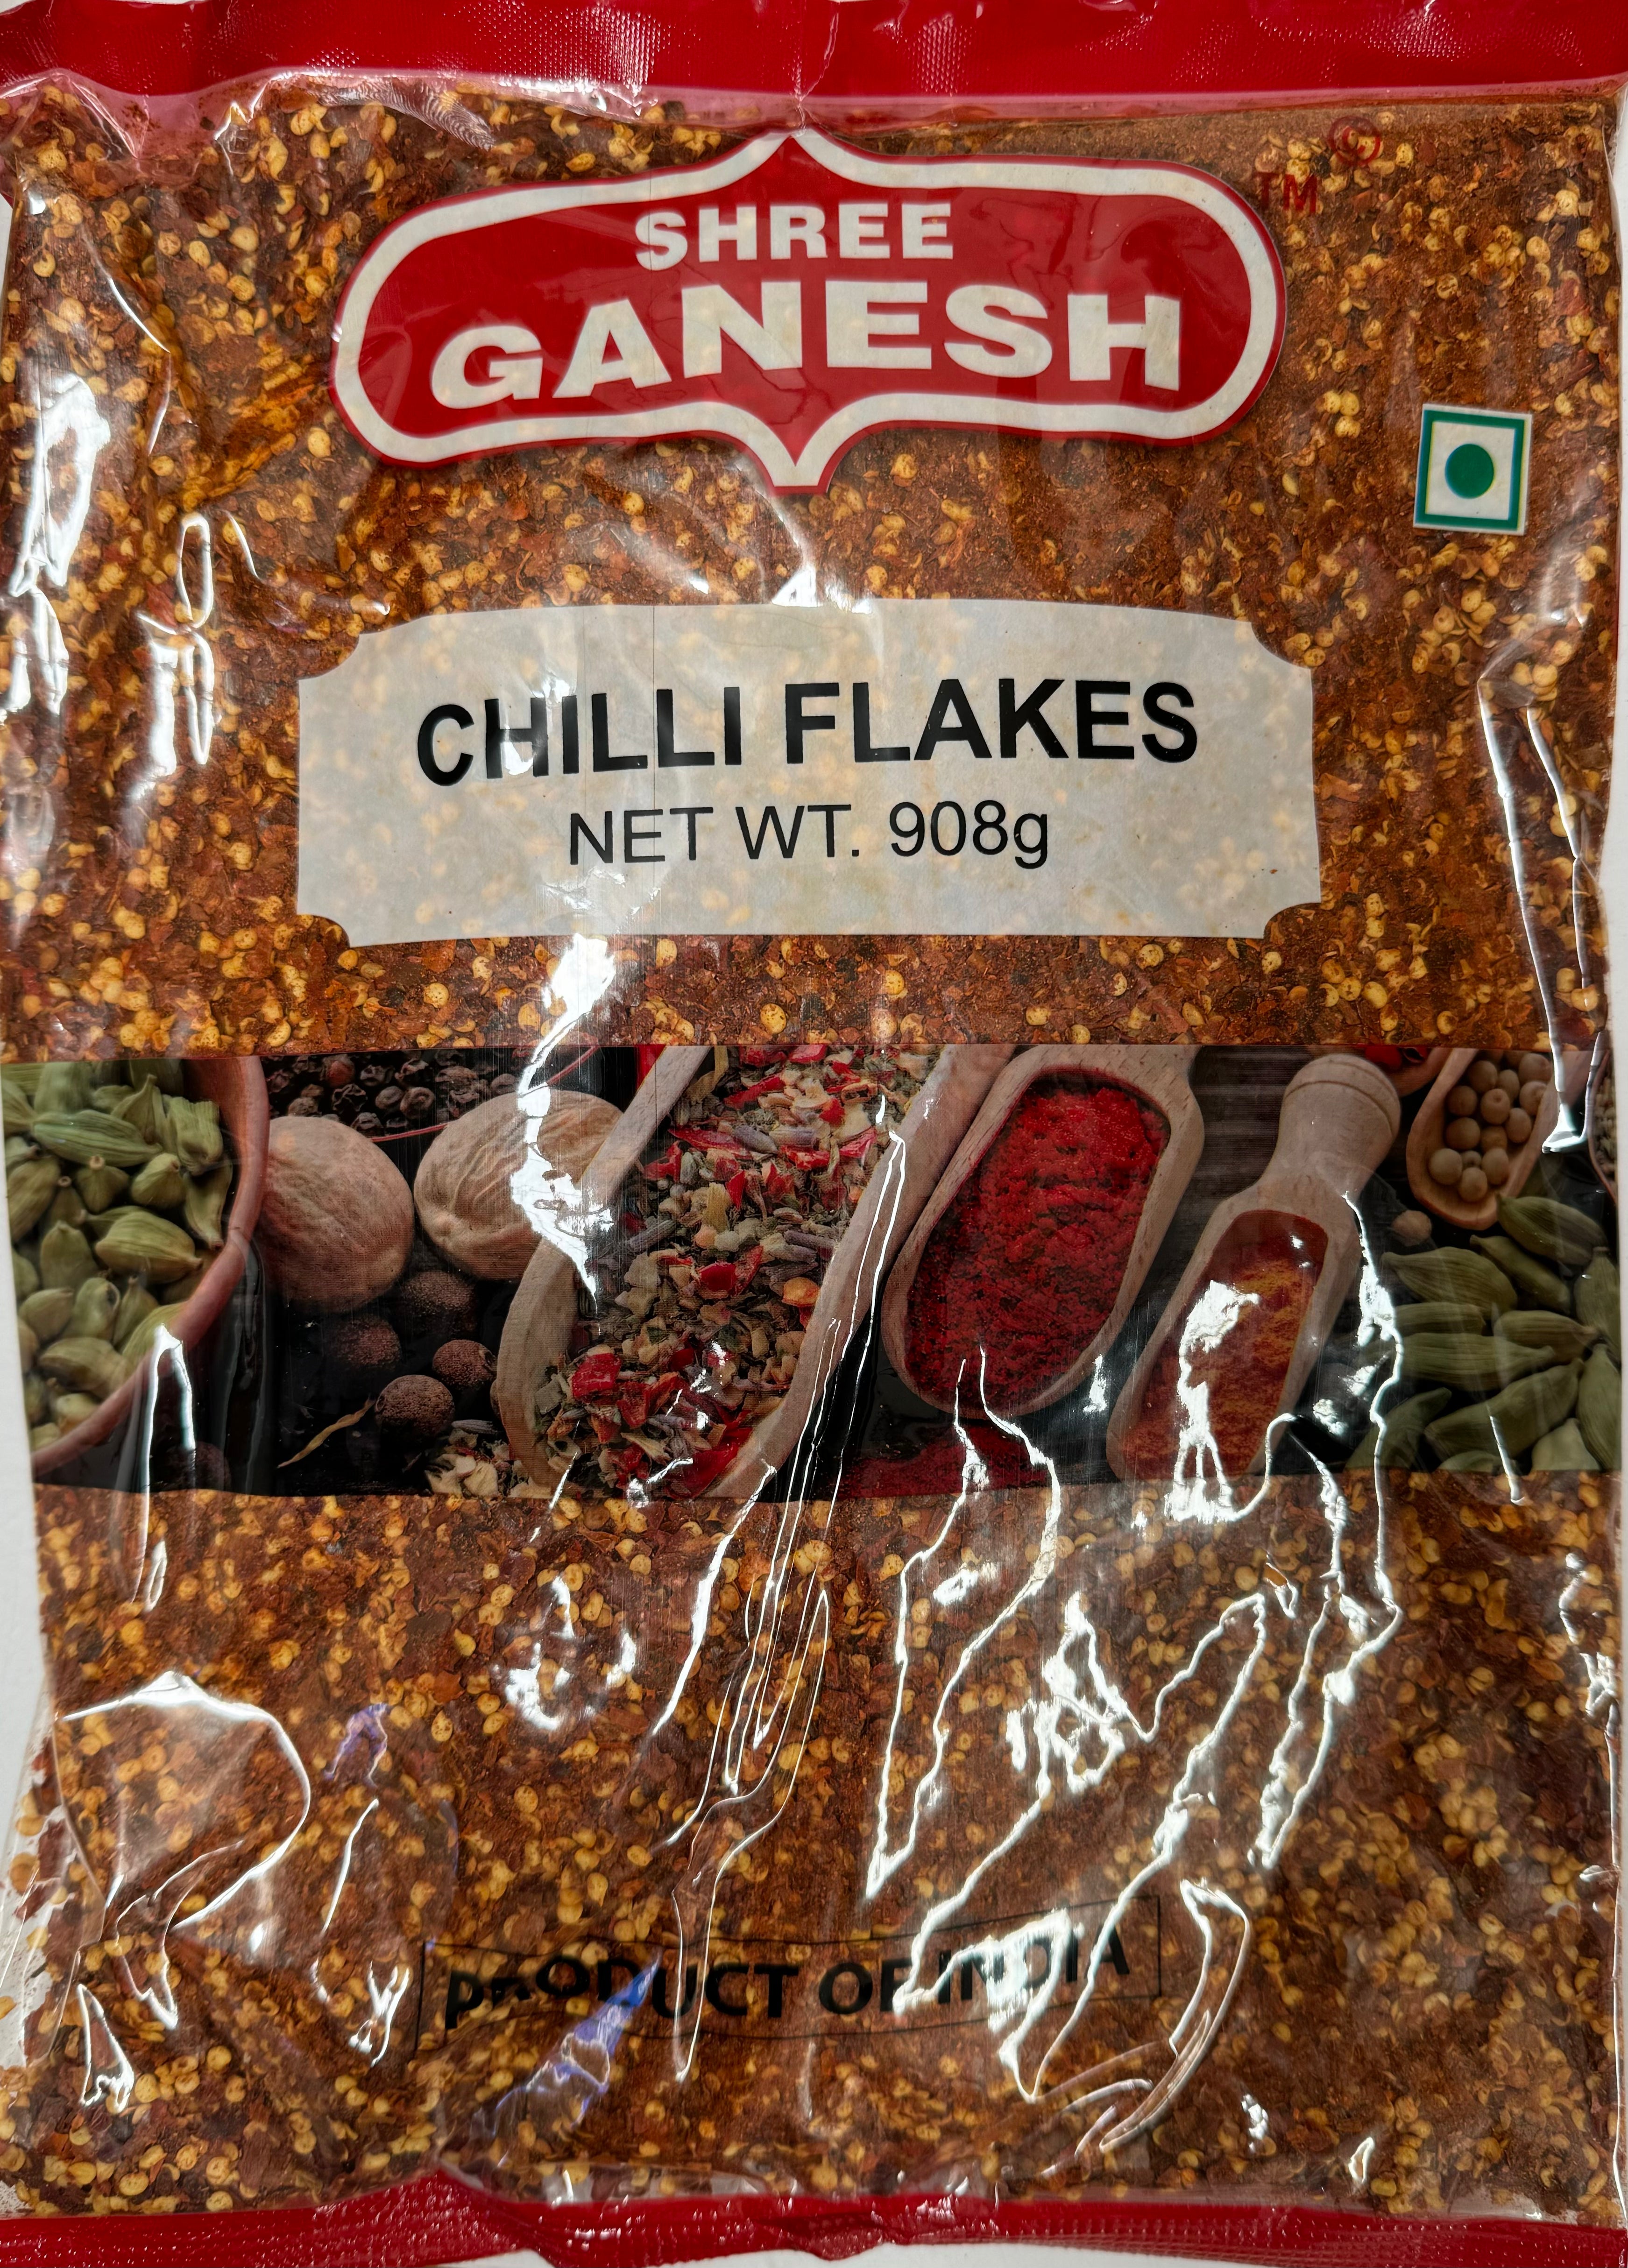 ©
TM
SHREE
GANESH
CHILLI FLAKES
NET WT. 908g
PRODUCT OF INDIA